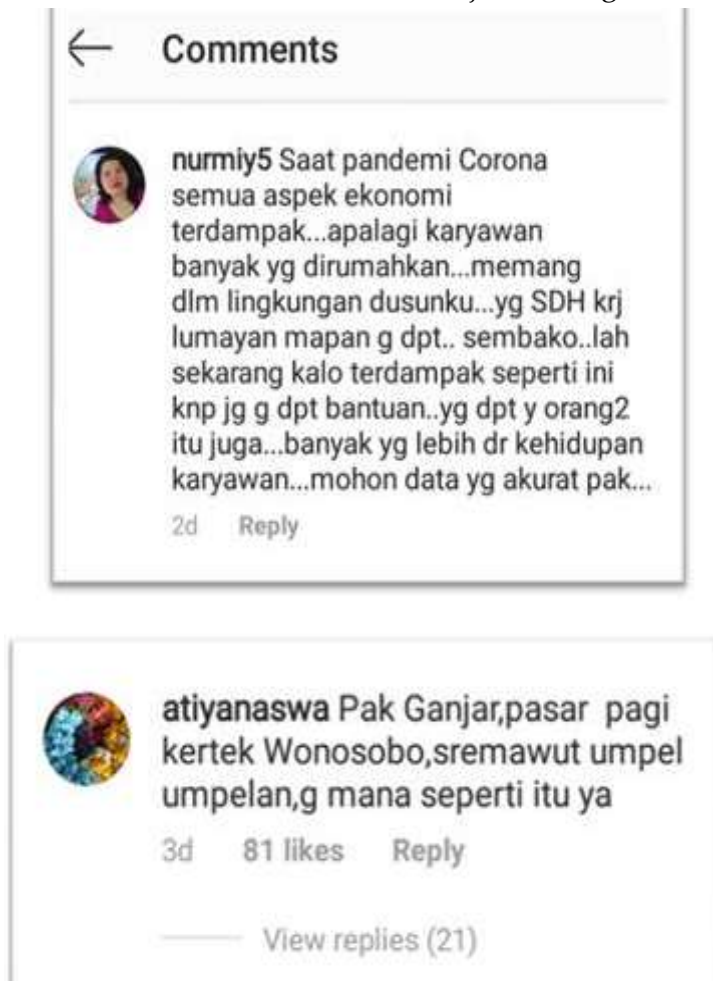 Comments
nurmiy5 Saat pandemi Corona
semua aspek ekonomi
terdampak...apalagi karyawan
banyak yg dirumahkan...memang
dlm lingkungan dusunku...yg SDH krj
lumayan mapan g dpt.. sembako..lah
sekarang kalo terdampak seperti ini
knp jg g dpt bantuan..yg dpt y orang2
itu juga...banyak yg lebih dr kehidupan
karyawan...mohon data yg akurat pak...
2d Reply
atiyanaswa Pak Ganjar,pasar pagi
kertek Wonosobo,sremawut umpel
umpelan,g mana seperti itu ya
3d 81 likes Reply
View replies (21)